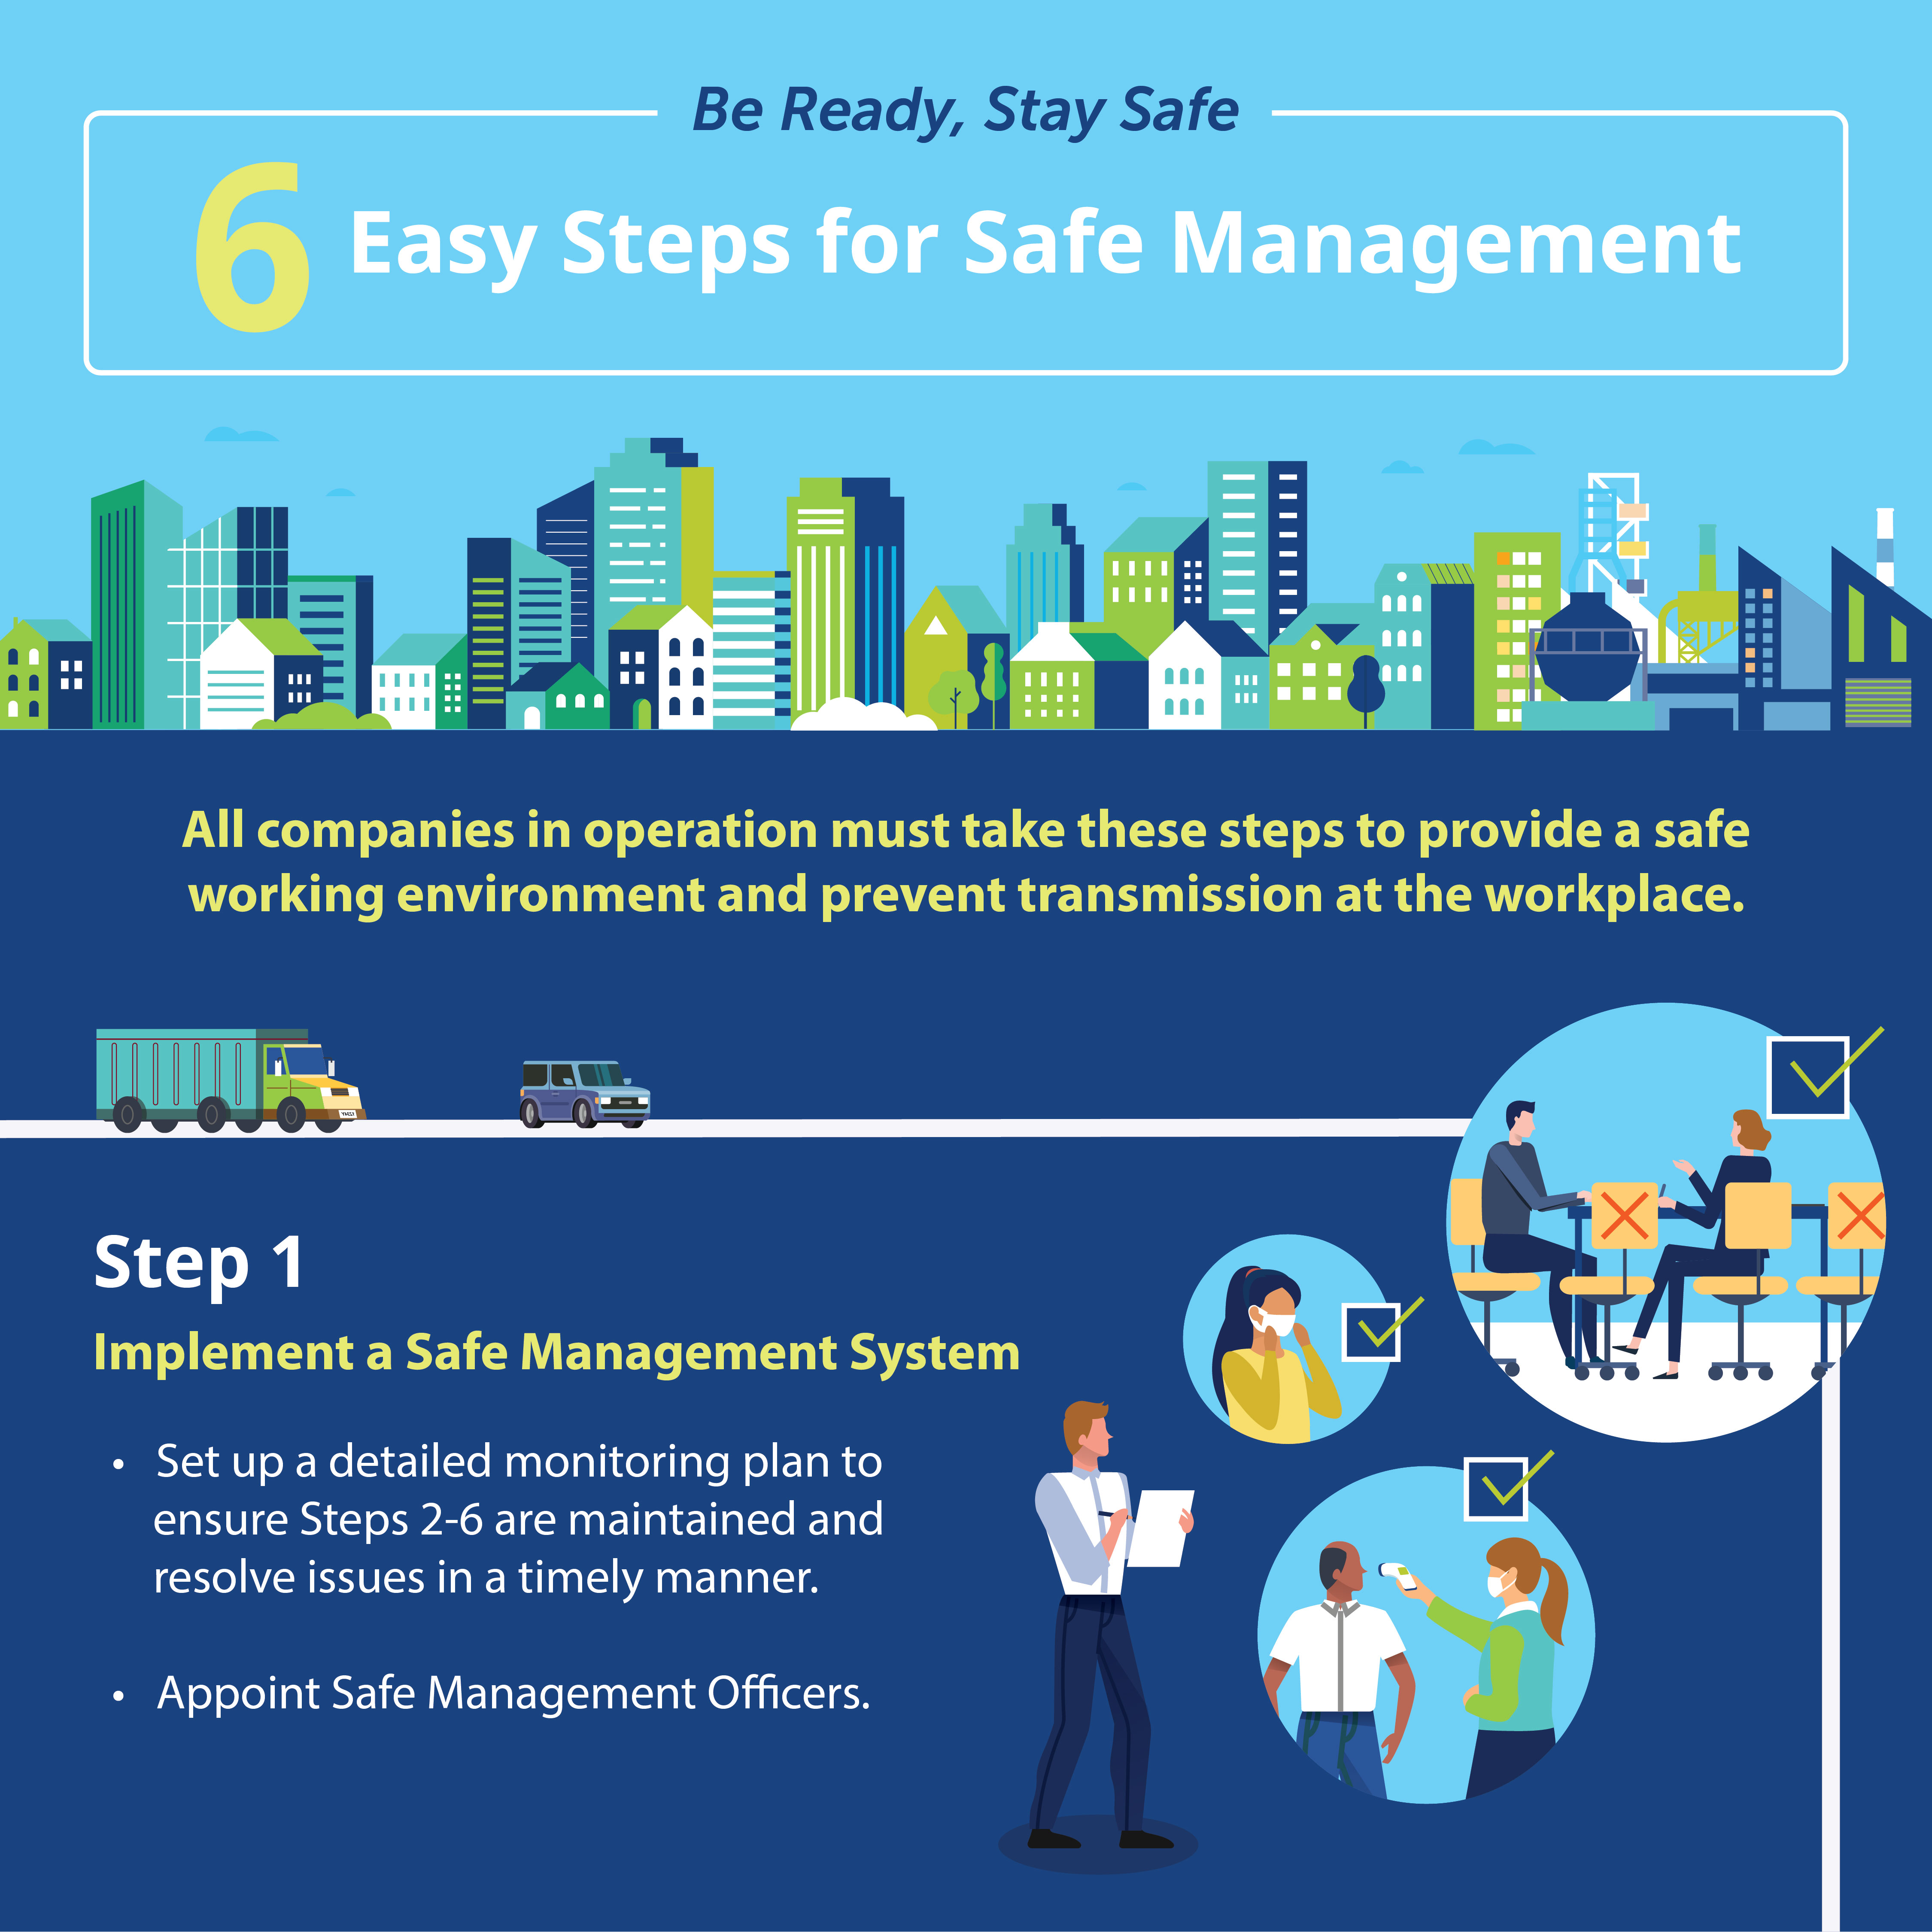 Be Ready, Stay Safe
6 Easy Steps for Safe Management
All companies in operation must take these steps to provide a safe
working environment and prevent transmission at the workplace.
Step 1
Implement a Safe Management System
• Set up a detailed monitoring plan to
ensure Steps 2-6 are maintained and
resolve issues in a timely manner.
• Appoint Safe Management Officers.